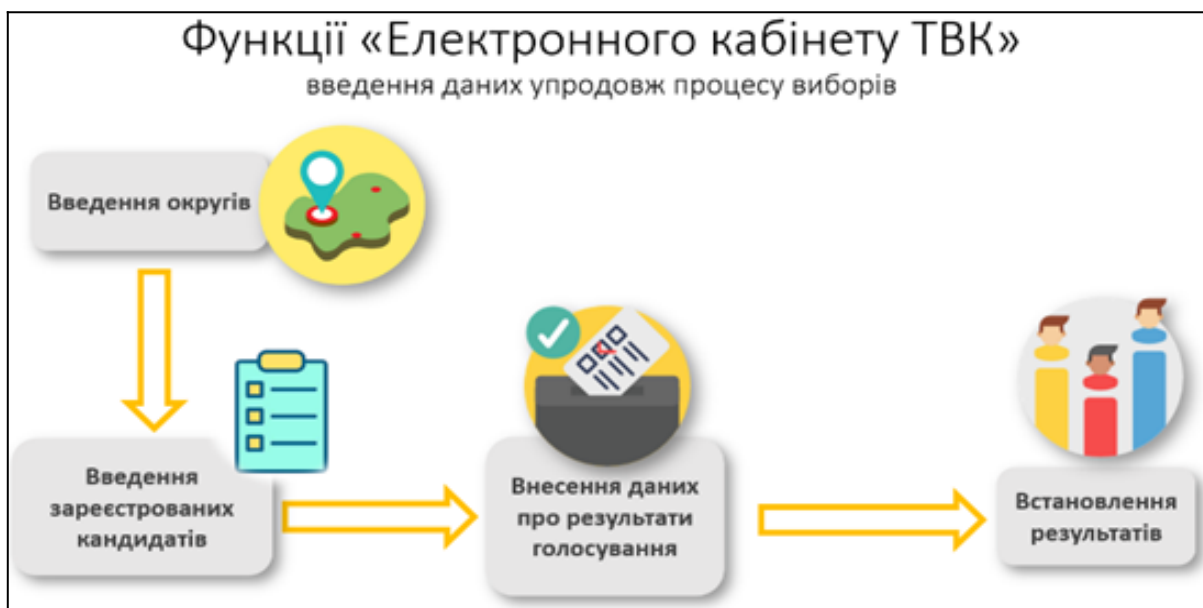 Функції «Електронного кабінету ТВК»
введення даних упродовж процесу виборів
Введення округів
Введення
зареєстрованих
кандидатів
Внесення даних
про результати
голосування
Встановлення
результатів